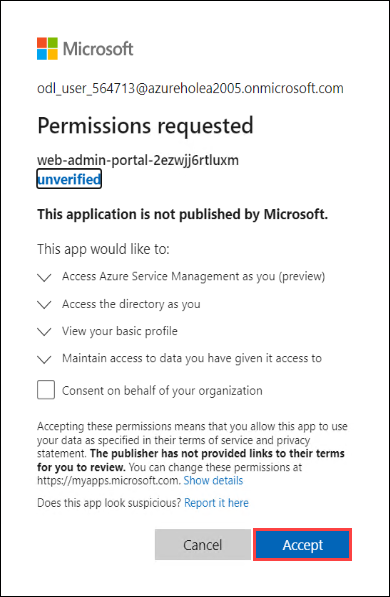 Microsoft
odl_user_564713@azureholea2005.onmicrosoft.com
Permissions requested
web-admin-portal-2ezwjj6rtluxm
unverified
This application is not published by Microsoft.
This app would like to:
Access Azure Service Management as you (preview)
Access the directory as you
View your basic profile
Maintain access to data you have given it access to
Consent on behalf of your organization
Accepting these permissions means that you allow this app to use
your data as specified in their terms of service and privacy
statement. The publisher has not provided links to their terms
for you to review. You can change these permissions at
https://myapps.microsoft.com. Show details
Does this app look suspicious? Report it here
Cancel
Accept